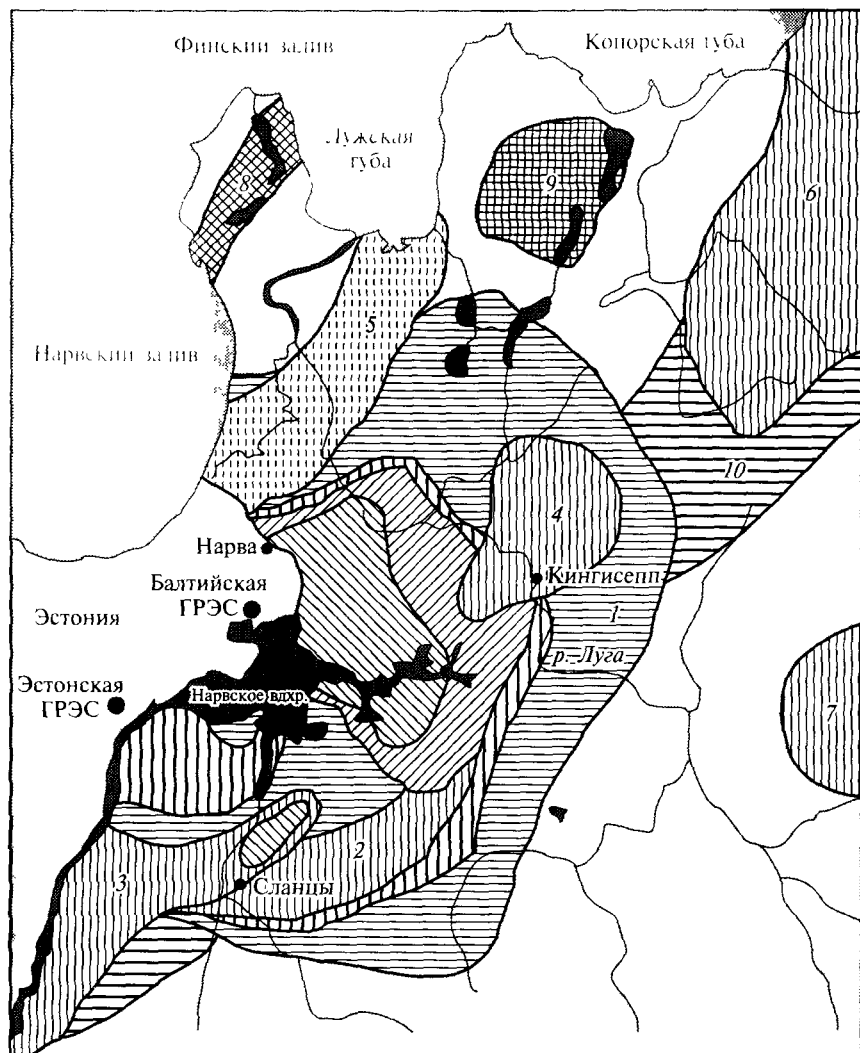 Финский залив
Копорская губа
Лужская
губа
8
9
6
5
Нарвский залив
10
4
Нарва
Кингисепп
Балтийская
ГРЭС
Эстония
1
р. Луга
Эстонская
ГРЭС
Нарвское вдхр.
7
2
3
Сланцы